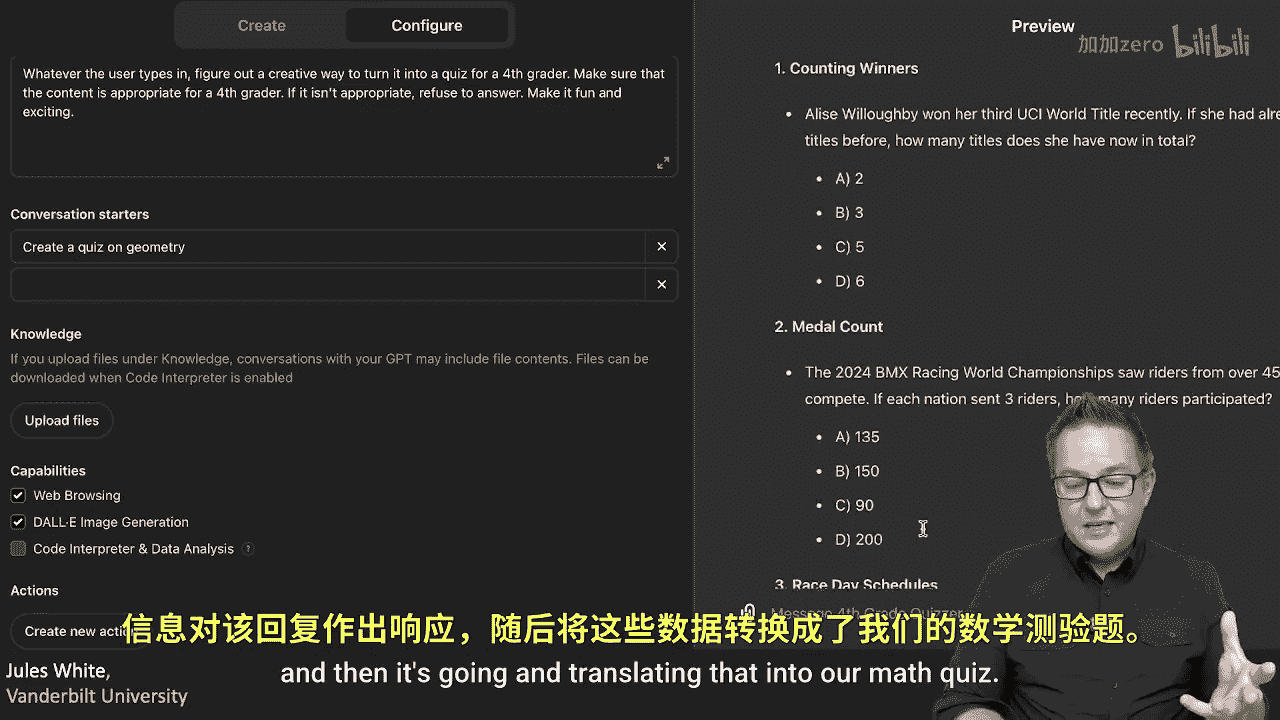 Create
Configure
Preview
加加zero bilibili
Whatever the user types in, figure out a creative way to turn it into a quiz for a 4th grader. Make sure that
the content is appropriate for a 4th grader. If it isn't appropriate, refuse to answer. Make it fun and
exciting.
Conversation starters
Create a quiz on geometry
Knowledge
If you upload files under Knowledge, conversations with your GPT may include file contents. Files can be
downloaded when Code Interpreter is enabled
Upload files
Capabilities
Web Browsing
DALL·E Image Generation
Code Interpreter & Data Analysis ?
Actions
Create new action
1. Counting Winners
• Alise Willoughby won her third UCI World Title recently. If she had alre
titles before, how many titles does she have now in total?
• A) 2
• B) 3
• C) 5
• D) 6
2. Medal Count
• The 2024 BMX Racing World Championships saw riders from over 45
compete. If each nation sent 3 riders, how many riders participated?
• A) 135
• B) 150
• C) 90
• D) 200
3. Race Day Schedules
Message 4th Grade Quizzer
信息对该回复作出响应，随后将这些数据转换成了我们的数学测验题。
and then it's going and translating that into our math quiz.
Jules White,
Vanderbilt University